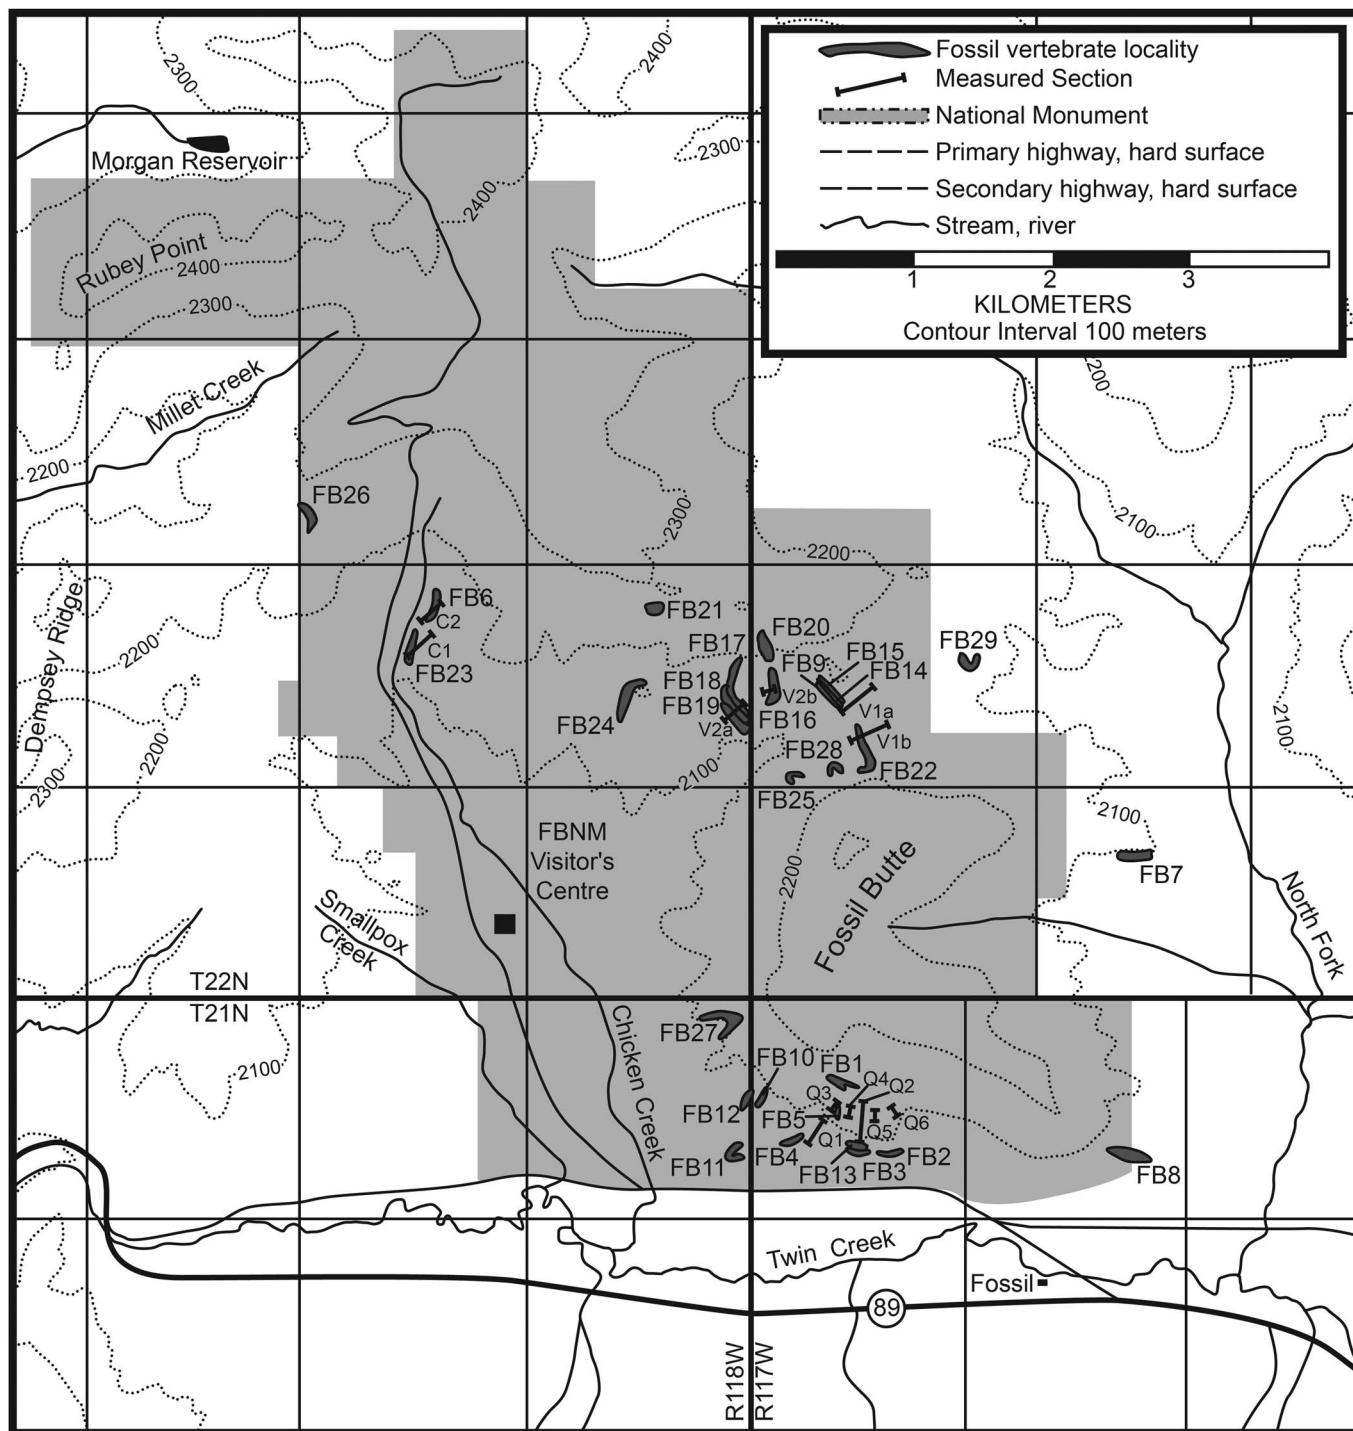 Fossil vertebrate locality
Measured Section
National Monument
Primary highway, hard surface
Secondary highway, hard surface
Stream, river
1 2 3
KILOMETERS
Contour Interval 100 meters
2300
2400
Morgan Reservoir
2300
2400
Rubey Point
2400
2300
Millet Creek
2200
2200
FB26
2100
2300
2200
Dempsey Ridge
FB6
C2
C1
FB23
FB21
FB20
FB17
FB9
FB15
FB14
FB29
2200
FB18
FB19
FB24
V2a
V2b
FB16
V1a
V1b
2100
2200
2300
2100
FB28
FB22
FB25
2100
FBNM
Visitor's
Centre
2200
Fossil Butte
FB7
Smallpox
Creek
North Fork
T22N
T21N
Chicken Creek
FB27
2100
FB10
FB1
Q4
Q2
Q3
FB12
FB5
Q6
Q5
Q1
FB11
FB4
FB13
FB3
FB2
FB8
Twin Creek
Fossil
89
R118W
R117W